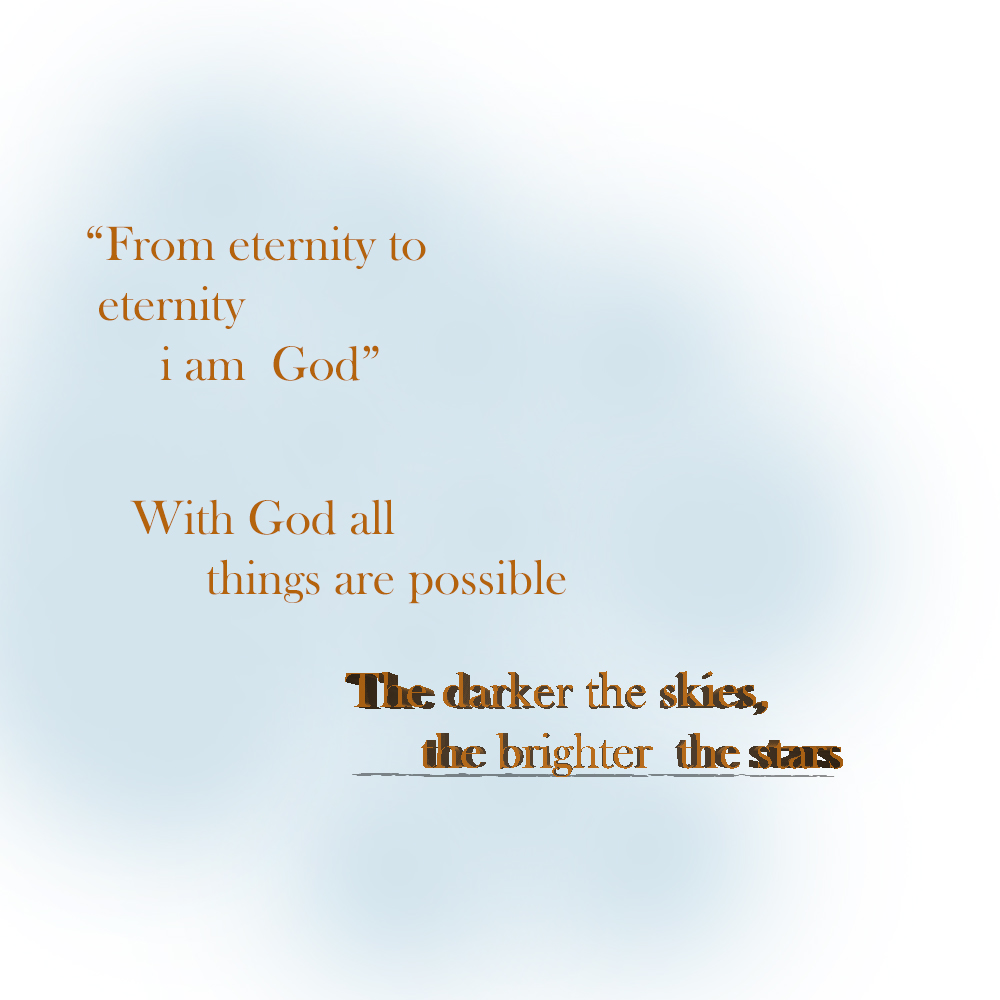 “From eternity to
eternity
i am God”
With God all
things are possible
The darker the skies,
the brighter the stars